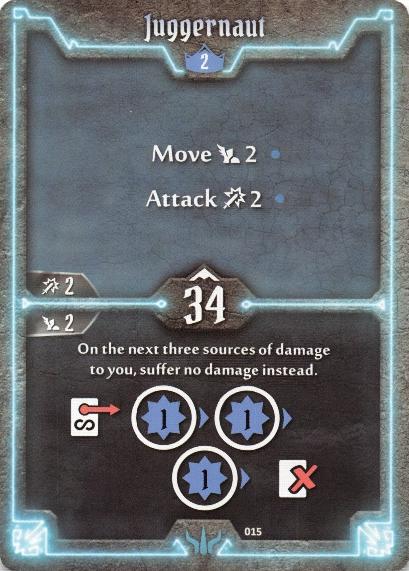 Juggernaut
2
Move 2
Attack 2
2
34
2
On the next three sources of damage
to you, suffer no damage instead.
S
1 1
1
015